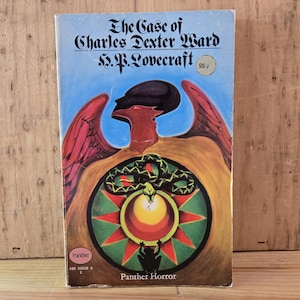 The Case of
Charles Dexter Ward
H.P. Lovecraft
Panther
Panther Horror